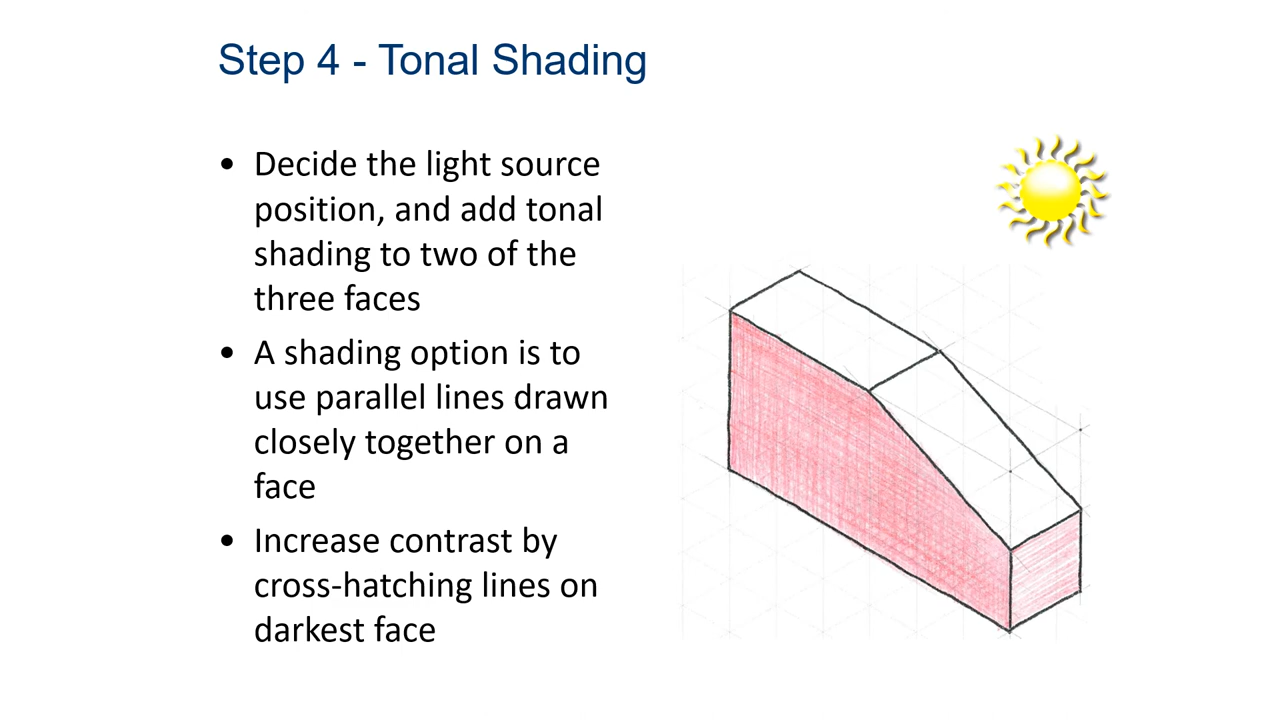 Step 4 - Tonal Shading
• Decide the light source
position, and add tonal
shading to two of the
three faces
• A shading option is to
use parallel lines drawn
closely together on a
face
• Increase contrast by
cross-hatching lines on
darkest face